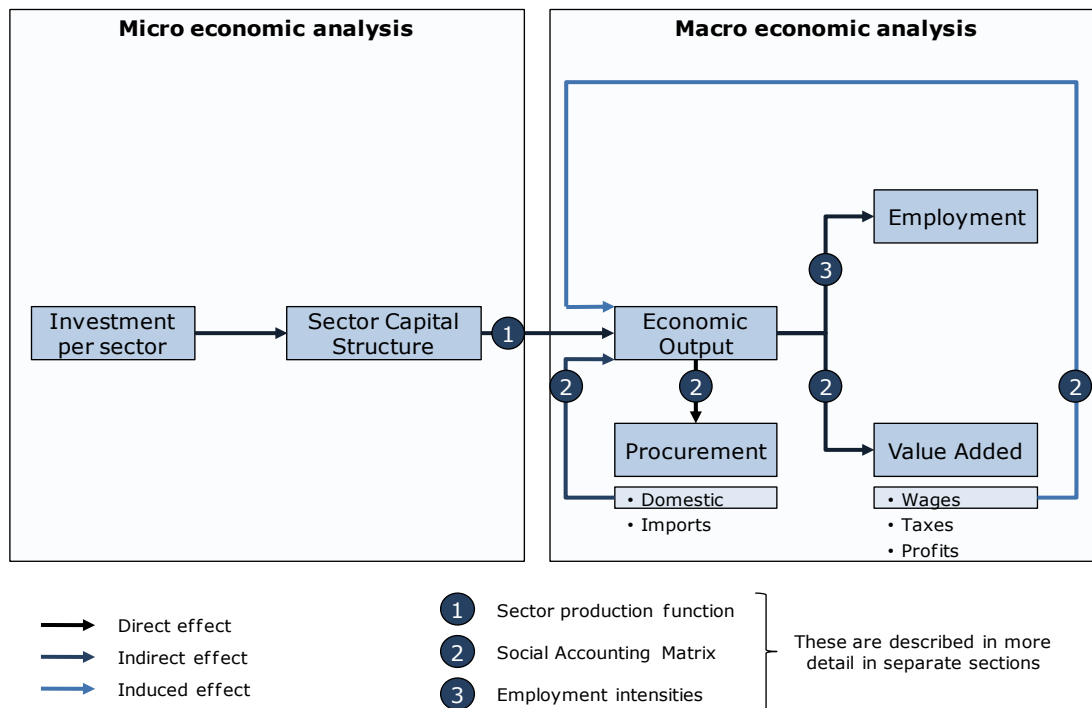 Micro economic analysis
Macro economic analysis
Investment
per sector
Sector Capital
Structure
1
Economic
Output
Employment
3
2
2
2
2
Procurement
• Domestic
• Imports
Value Added
• Wages
• Taxes
• Profits
Direct effect
Indirect effect
Induced effect
1 Sector production function
2 Social Accounting Matrix
3 Employment intensities
These are described in more
detail in separate sections